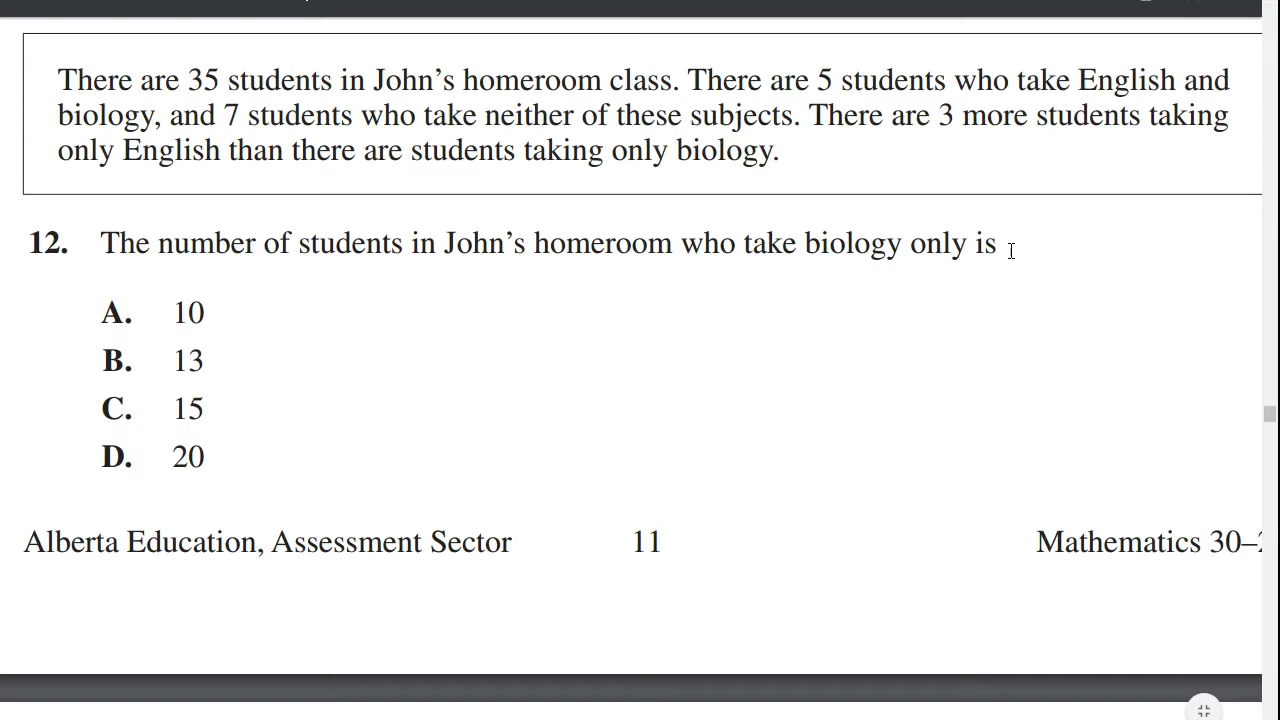 There are 35 students in John's homeroom class. There are 5 students who take English and
biology, and 7 students who take neither of these subjects. There are 3 more students taking
only English than there are students taking only biology.
12. The number of students in John's homeroom who take biology only is
A. 10
B. 13
C. 15
D. 20
Alberta Education, Assessment Sector 11 Mathematics 30–